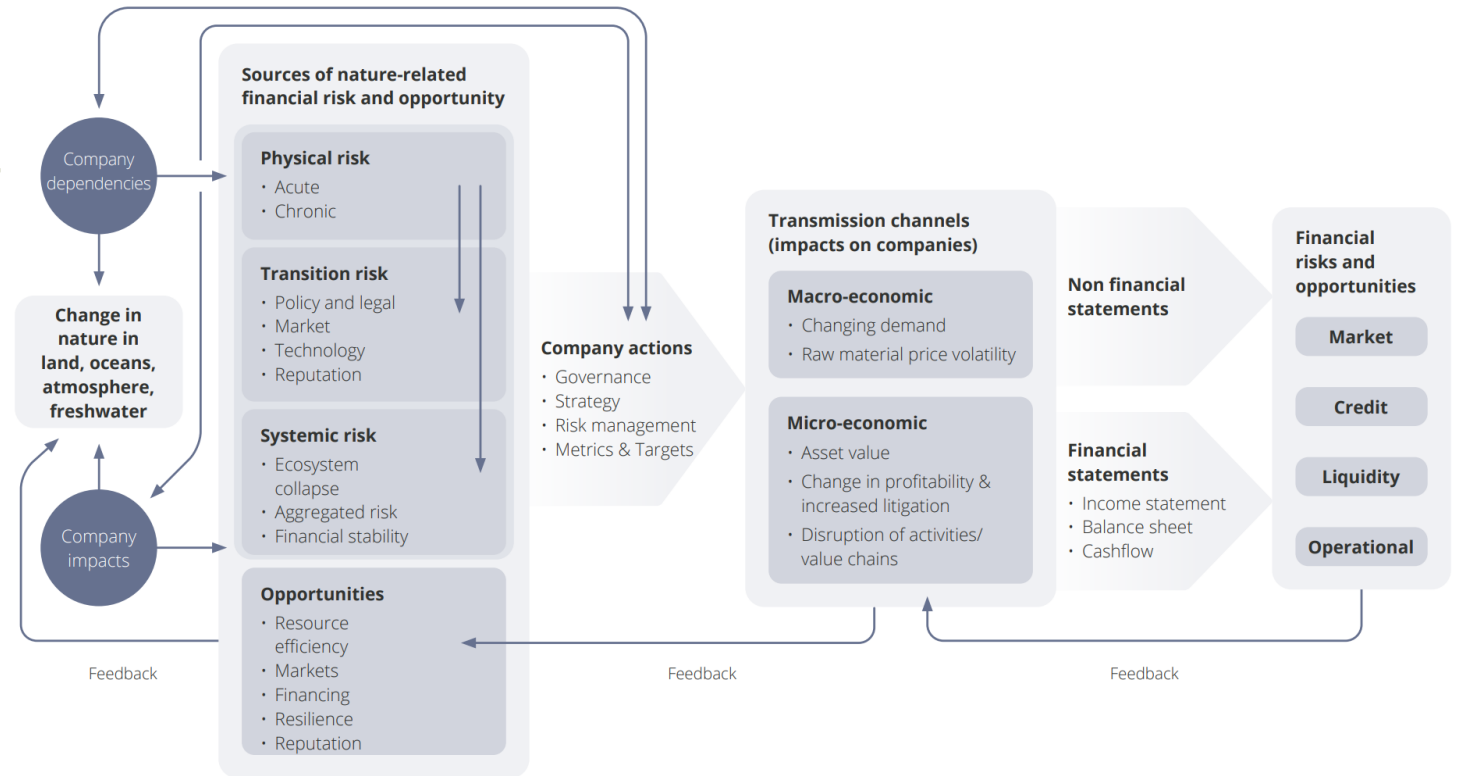 Company
dependencies
Change in
nature in
land, oceans,
atmosphere,
freshwater
Company
impacts
Sources of nature-related
financial risk and opportunity
Physical risk
· Acute
· Chronic
Transition risk
· Policy and legal
· Market
· Technology
· Reputation
Systemic risk
· Ecosystem
collapse
· Aggregated risk
· Financial stability
Opportunities
· Resource
efficiency
· Markets
· Financing
· Resilience
· Reputation
Company actions
· Governance
· Strategy
· Risk management
· Metrics & Targets
Transmission channels
(impacts on companies)
Macro-economic
· Changing demand
· Raw material price volatility
Micro-economic
· Asset value
· Change in profitability &
increased litigation
· Disruption of activities/
value chains
Non financial
statements
Financial
statements
· Income statement
· Balance sheet
· Cashflow
Financial
risks and
opportunities
Market
Credit
Liquidity
Operational
Feedback
Feedback
Feedback